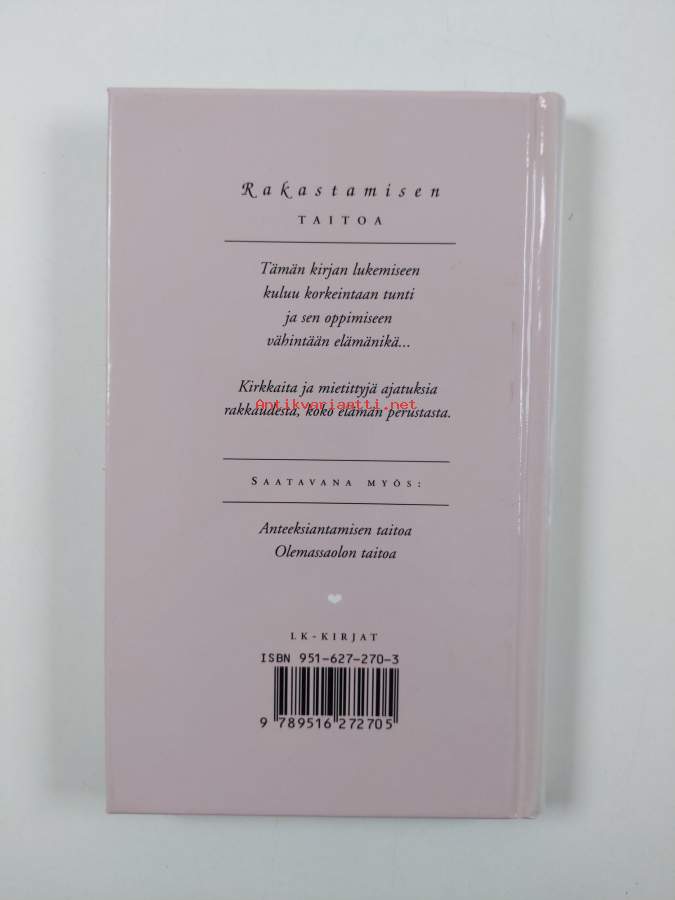 Rakastamisen
TAITOA
Tämän kirjan lukemiseen
kuluu korkeintaan tunti
ja sen oppimiseen
vähintään elämänikä...
Kirkkaita ja mietittyjä ajatuksia
Antikvariaatti.net
rakkaudesta, koko elämän perustasta.
SAATAVANA MYÖS:
Anteeksiantamisen taitoa
Olemassaolon taitoa
LK-KIRJAT
ISBN 951-627-270-3
9 789516 272705